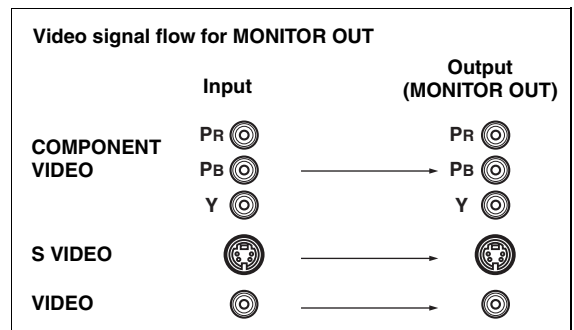 Video signal flow for MONITOR OUT
Input
Output
(MONITOR OUT)
COMPONENT
VIDEO
PR
PR
PB
PB
Y
Y
S VIDEO
VIDEO